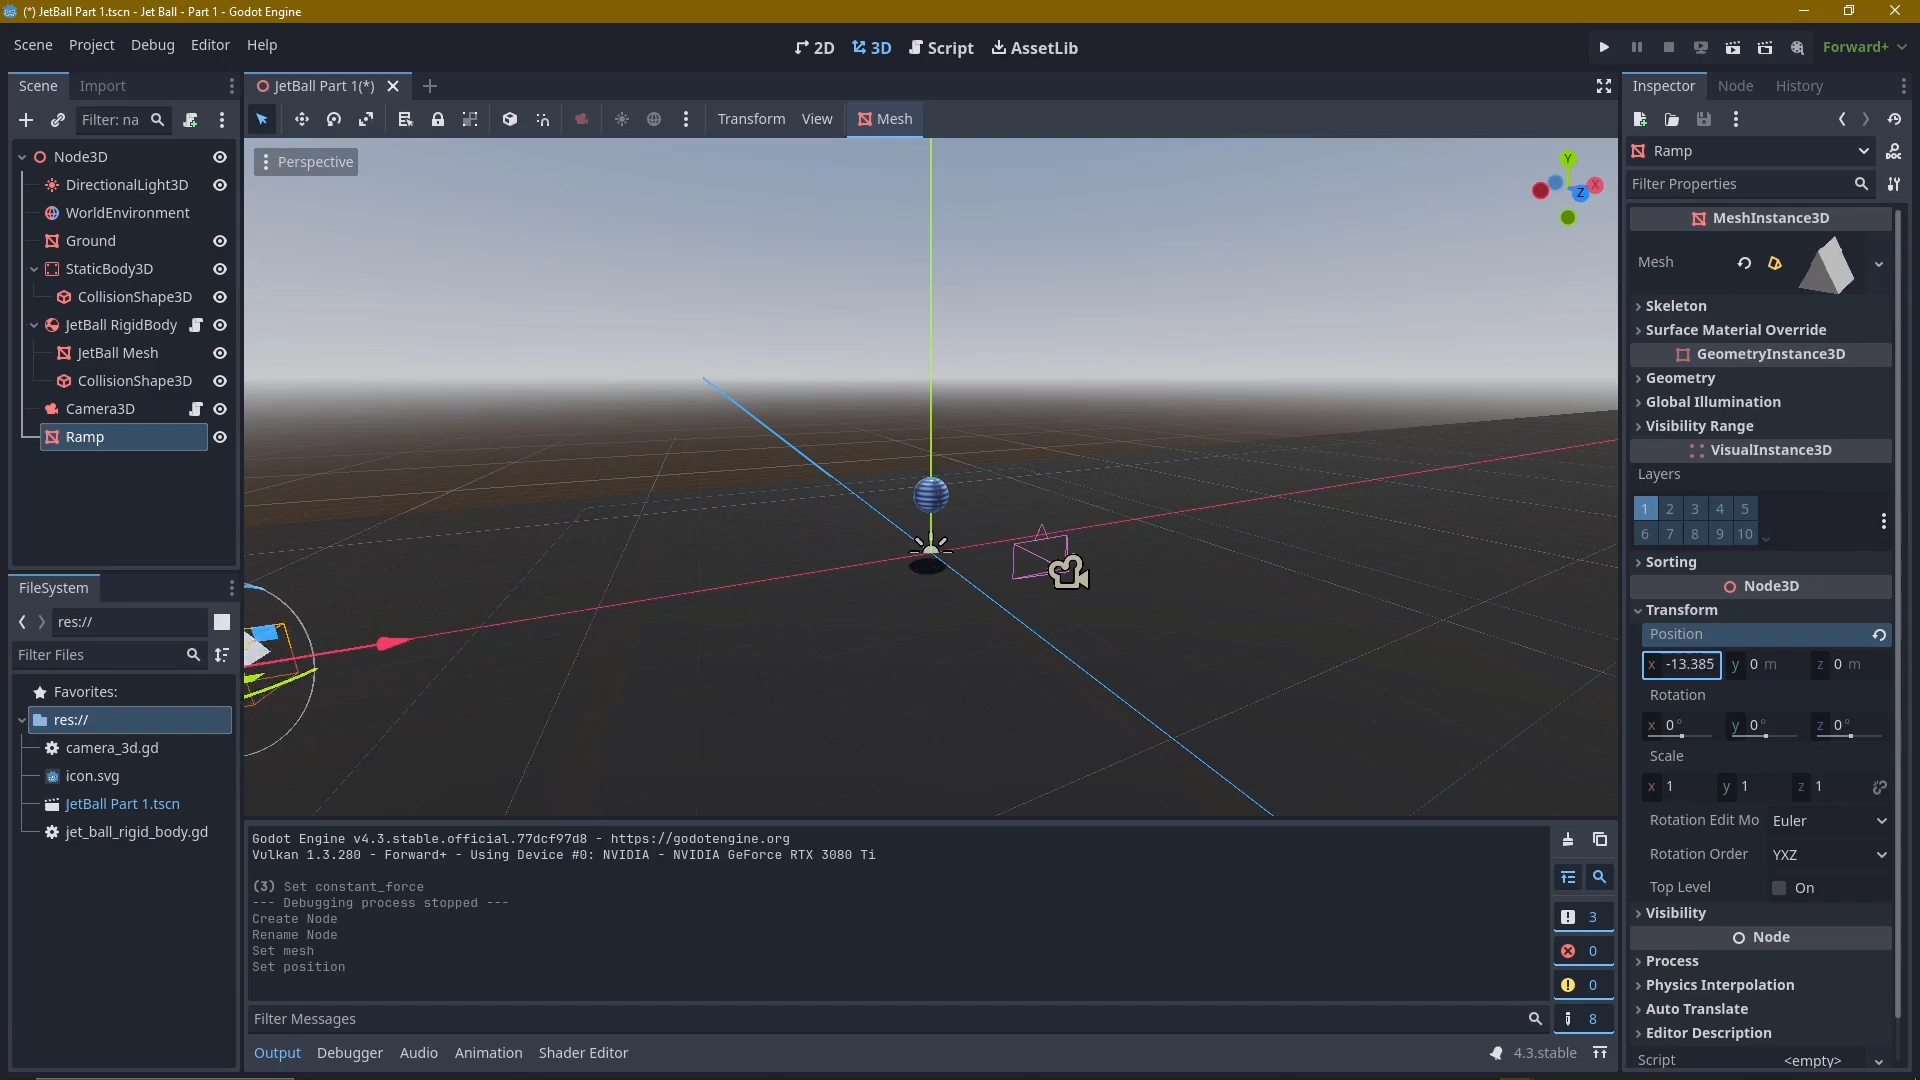 (*) JetBall Part 1.tscn - Jet Ball - Part 1 - Godot Engine
Scene Project Debug Editor Help
2D 3D Script AssetLib
Forward+
Scene Import
JetBall Part 1(*)
Inspector Node History
Filter: na
Transform View Mesh
Perspective
Y
X
Z
Node3D
DirectionalLight3D
WorldEnvironment
Ground
StaticBody3D
CollisionShape3D
JetBall RigidBody
JetBall Mesh
CollisionShape3D
Camera3D
Ramp
FileSystem
res://
Filter Files
Favorites:
res://
camera_3d.gd
icon.svg
JetBall Part 1.tscn
jet_ball_rigid_body.gd
Godot Engine v4.3.stable.official.77dcf97d8 - https://godotengine.org
Vulkan 1.3.280 - Forward+ - Using Device #0: NVIDIA - NVIDIA GeForce RTX 3080 Ti
(3) Set constant_force
--- Debugging process stopped ---
Create Node
Rename Node
Set mesh
Set position
3
0
0
8
Filter Messages
Output Debugger Audio Animation Shader Editor
4.3.stable
Ramp
DOC
Filter Properties
MeshInstance3D
Mesh
Skeleton
Surface Material Override
GeometryInstance3D
Geometry
Global Illumination
Visibility Range
VisualInstance3D
Layers
1 2 3 4 5
6 7 8 9 10
Sorting
Node3D
Transform
Position
x -13.385 y 0 m z 0 m
Rotation
x 0° y 0° z 0°
Scale
x 1 y 1 z 1
Rotation Edit Mo Euler
Rotation Order YXZ
Top Level On
Visibility
Node
Process
Physics Interpolation
Auto Translate
Editor Description
Script <empty>